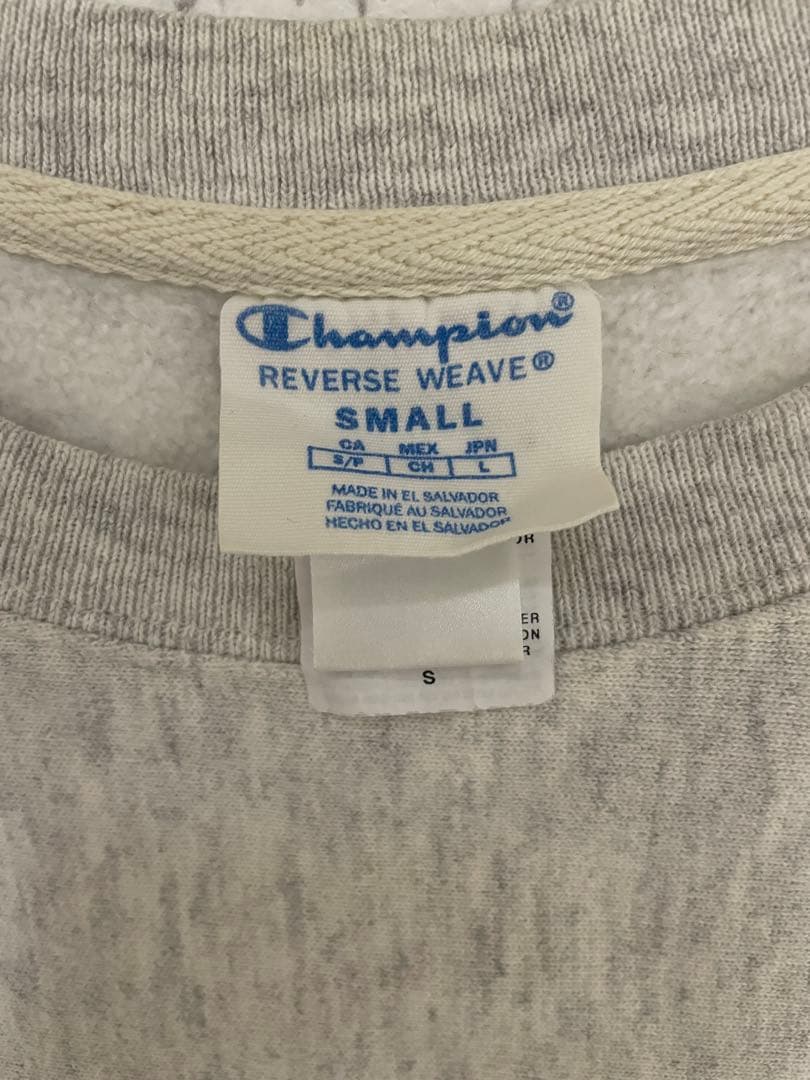 Champion®
REVERSE WEAVE®
SMALL
CA MEX JPN
S/P CH L
MADE IN EL SALVADOR
FABRIQUÉ AU SALVADOR
HECHO EN EL SALVADOR
S